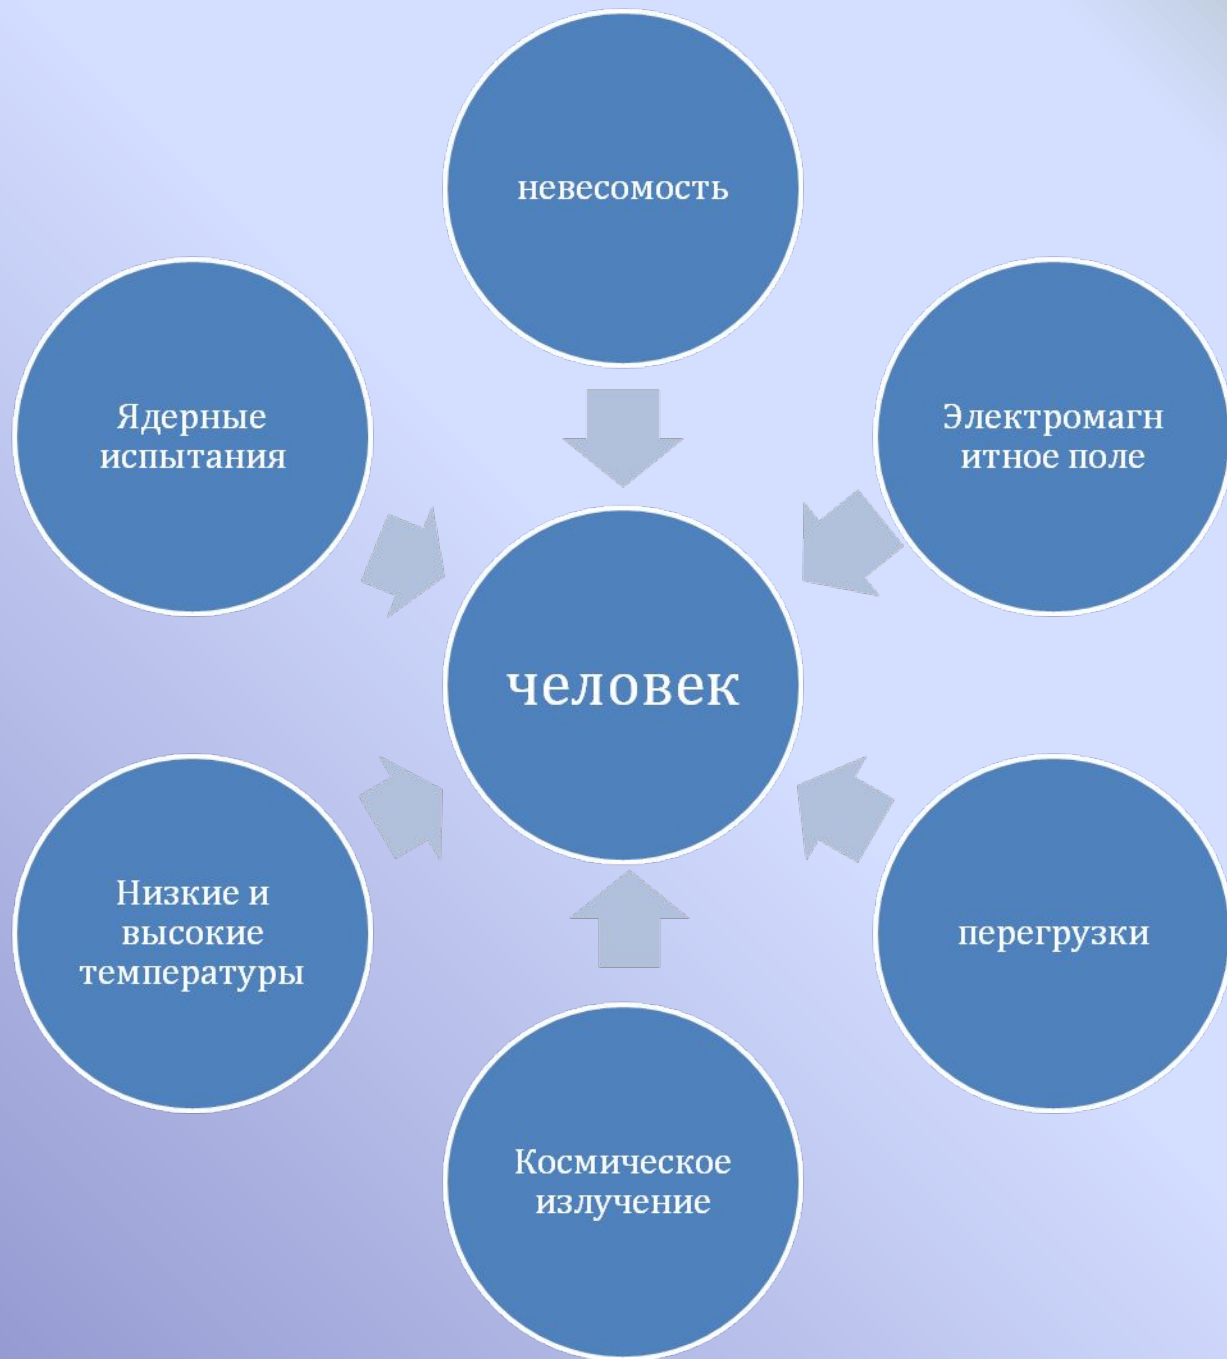 невесомость
Ядерные
испытания
Электромагн
итное поле
человек
Низкие и
высокие
температуры
перегрузки
Космическое
излучение